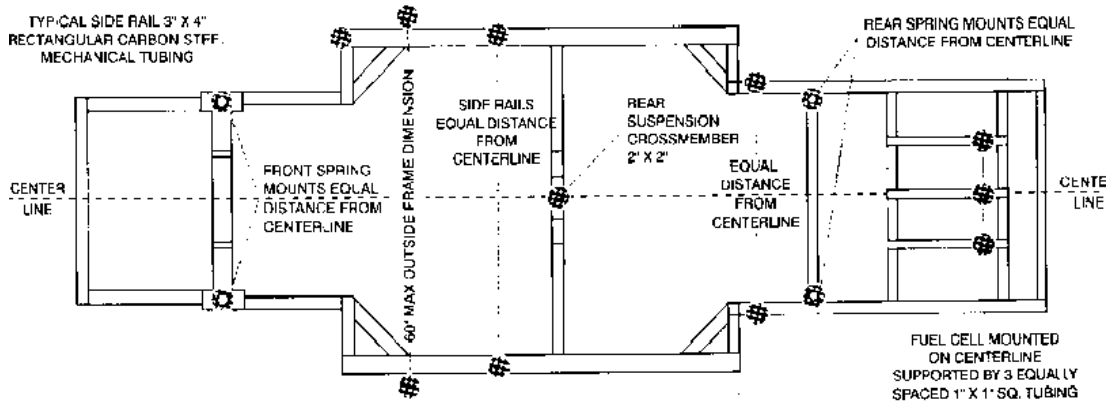 TYPICAL SIDE RAIL 3" X 4"
RECTANGULAR CARBON STEE
MECHANICAL TUBING
REAR SPRING MOUNTS EQUAL
DISTANCE FROM CENTERLINE
SIDE RAILS
EQUAL DISTANCE
FROM
CENTERLINE
REAR
SUSPENSION
CROSSMEMBER
2" X 2"
60" MAX OUTSIDE FRAME DIMENSION
FRONT SPRING
MOUNTS EQUAL
DISTANCE FROM
CENTERLINE
EQUAL
DISTANCE
FROM
CENTERLINE
CENTER
LINE
CENTE
LINE
FUEL CELL MOUNTED
ON CENTERLINE
SUPPORTED BY 3 EQUALLY
SPACED 1" X 1" SQ. TUBING